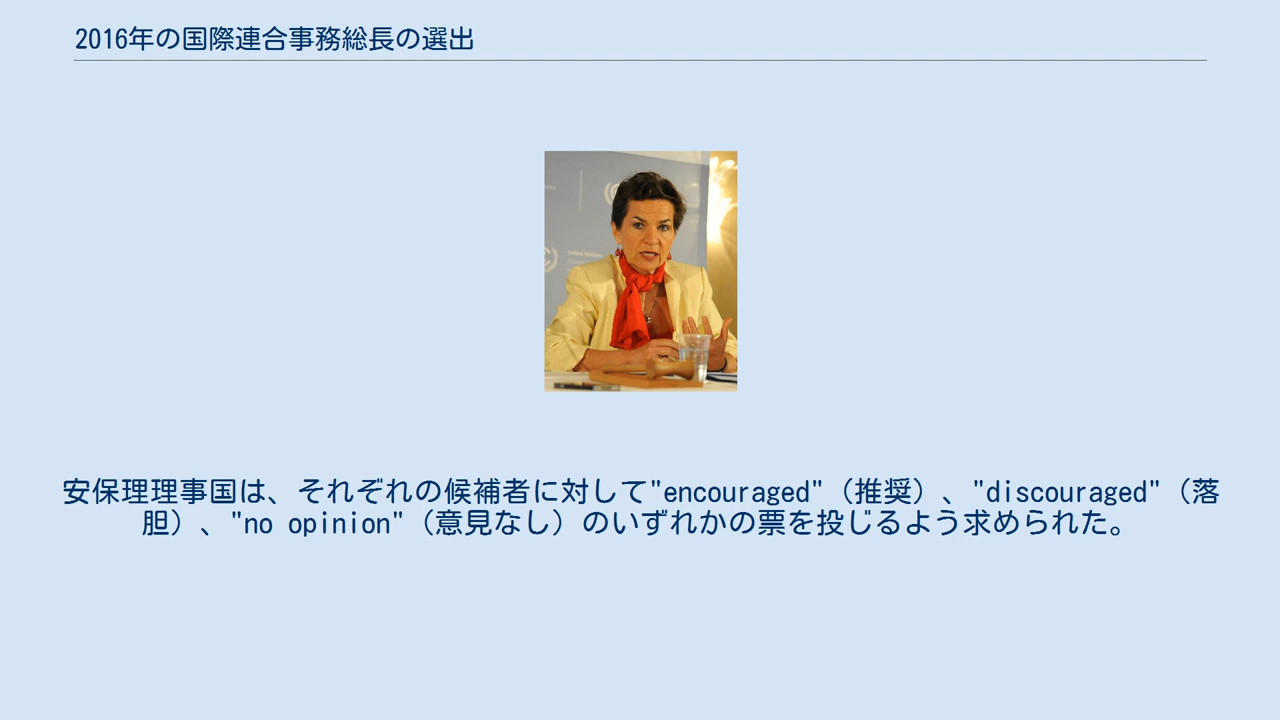 2016年の国際連合事務総長の選出
安保理理事国は、それぞれの候補者に対して"encouraged"（推奨）、"discouraged"（落
胆）、"no opinion"（意見なし）のいずれかの票を投じるよう求められた。